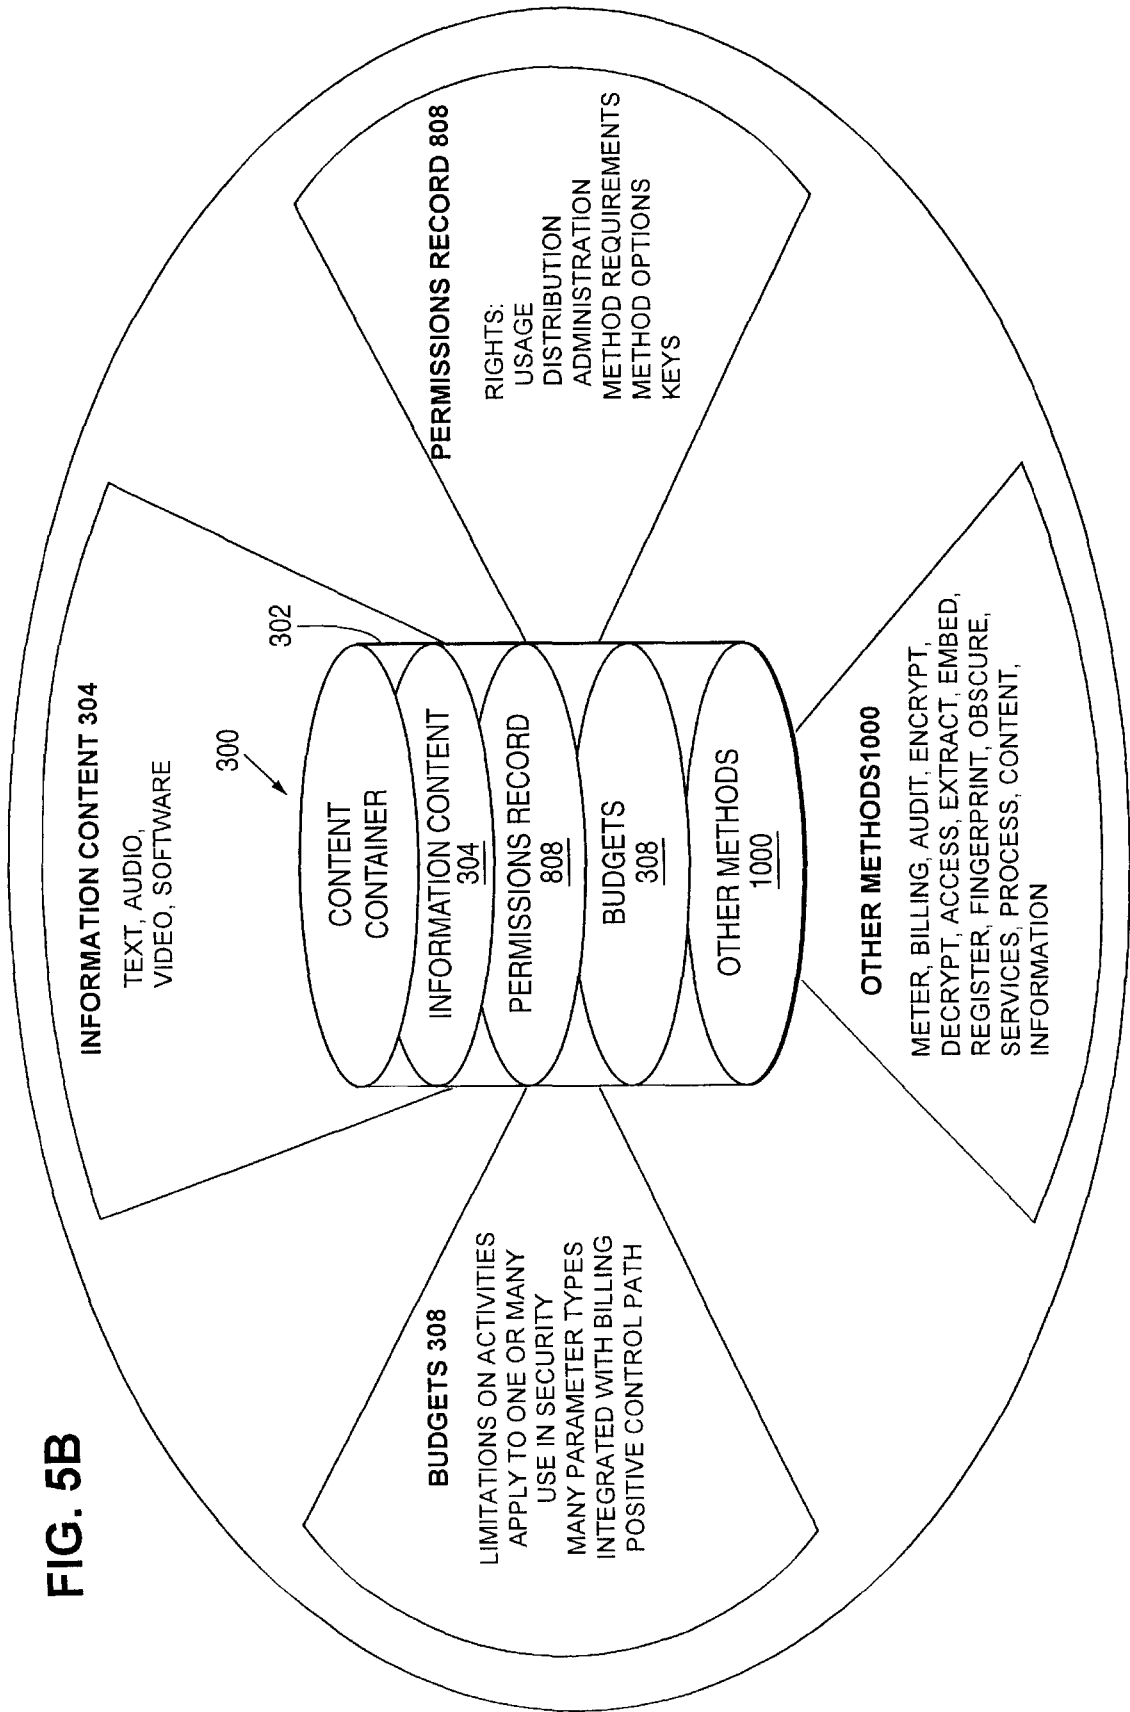 FIG. 5B
INFORMATION CONTENT 304
TEXT, AUDIO,
VIDEO, SOFTWARE
300
302
CONTENT
CONTAINER
INFORMATION CONTENT
304
PERMISSIONS RECORD
808
BUDGETS
308
OTHER METHODS
1000
BUDGETS 308
LIMITATIONS ON ACTIVITIES
APPLY TO ONE OR MANY
USE IN SECURITY
MANY PARAMETER TYPES
INTEGRATED WITH BILLING
POSITIVE CONTROL PATH
PERMISSIONS RECORD 808
RIGHTS:
USAGE
DISTRIBUTION
ADMINISTRATION
METHOD REQUIREMENTS
METHOD OPTIONS
KEYS
OTHER METHODS1000
METER, BILLING, AUDIT, ENCRYPT,
DECRYPT, ACCESS, EXTRACT, EMBED,
REGISTER, FINGERPRINT, OBSCURE,
SERVICES, PROCESS, CONTENT,
INFORMATION